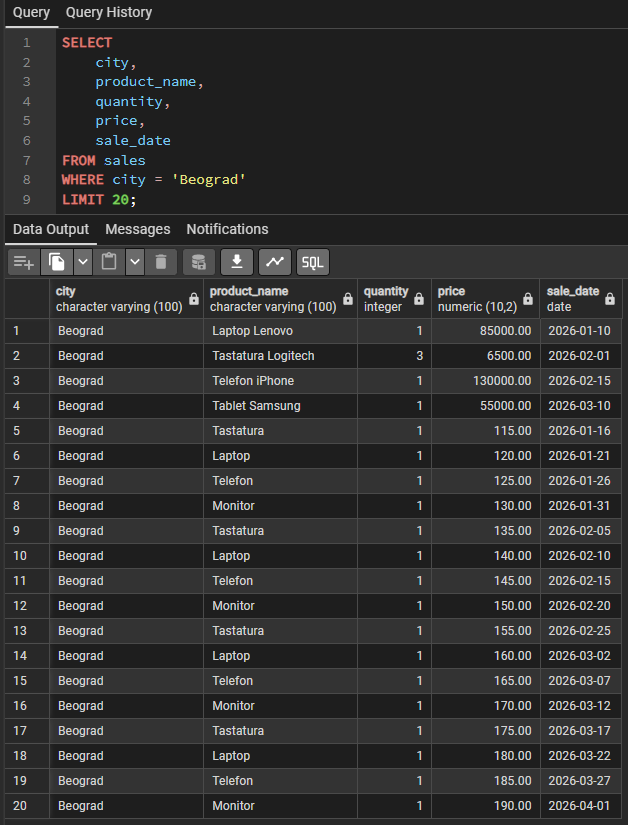 Query Query History
1 SELECT
2 city,
3 product_name,
4 quantity,
5 price,
6 sale_date
7 FROM sales
8 WHERE city = 'Beograd'
9 LIMIT 20;
Data Output Messages Notifications
SQL
city product_name quantity price sale_date
character varying (100) character varying (100) integer numeric (10,2) date
1 Beograd Laptop Lenovo 1 85000.00 2026-01-10
2 Beograd Tastatura Logitech 3 6500.00 2026-02-01
3 Beograd Telefon iPhone 1 130000.00 2026-02-15
4 Beograd Tablet Samsung 1 55000.00 2026-03-10
5 Beograd Tastatura 1 115.00 2026-01-16
6 Beograd Laptop 1 120.00 2026-01-21
7 Beograd Telefon 1 125.00 2026-01-26
8 Beograd Monitor 1 130.00 2026-01-31
9 Beograd Tastatura 1 135.00 2026-02-05
10 Beograd Laptop 1 140.00 2026-02-10
11 Beograd Telefon 1 145.00 2026-02-15
12 Beograd Monitor 1 150.00 2026-02-20
13 Beograd Tastatura 1 155.00 2026-02-25
14 Beograd Laptop 1 160.00 2026-03-02
15 Beograd Telefon 1 165.00 2026-03-07
16 Beograd Monitor 1 170.00 2026-03-12
17 Beograd Tastatura 1 175.00 2026-03-17
18 Beograd Laptop 1 180.00 2026-03-22
19 Beograd Telefon 1 185.00 2026-03-27
20 Beograd Monitor 1 190.00 2026-04-01